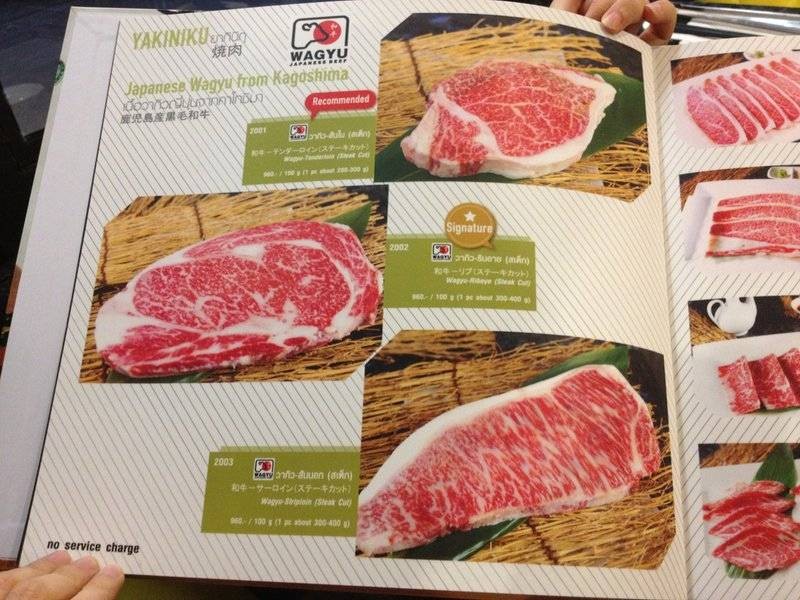 YAKINIKU ยากินิกุ
焼肉
WAGYU
JAPANESE BEEF
Japanese Wagyu from Kagoshima
เนื้อวากิวญี่ปุ่นจากคาโกชิมา
鹿児島産黒毛和牛
Recommended
2001
WAGYU วากิว-สันใน (สเต็ก)
和牛ーテンダーロイン(ステーキカット)
Wagyu-Tenderloin (Steak Cut)
960.- / 100 g (1 pc about 200-300 g)
Signature
2002
WAGYU วากิว-ริบอาย (สเต็ก)
和牛ーリブ(ステーキカット)
Wagyu-Ribeye (Steak Cut)
960.- / 100 g (1 pc about 300-400 g)
2003
WAGYU วากิว-สันนอก (สเต็ก)
和牛ーサーロイン(ステーキカット)
Wagyu-Striploin (Steak Cut)
960.- / 100 g (1 pc about 300-400 g)
no service charge